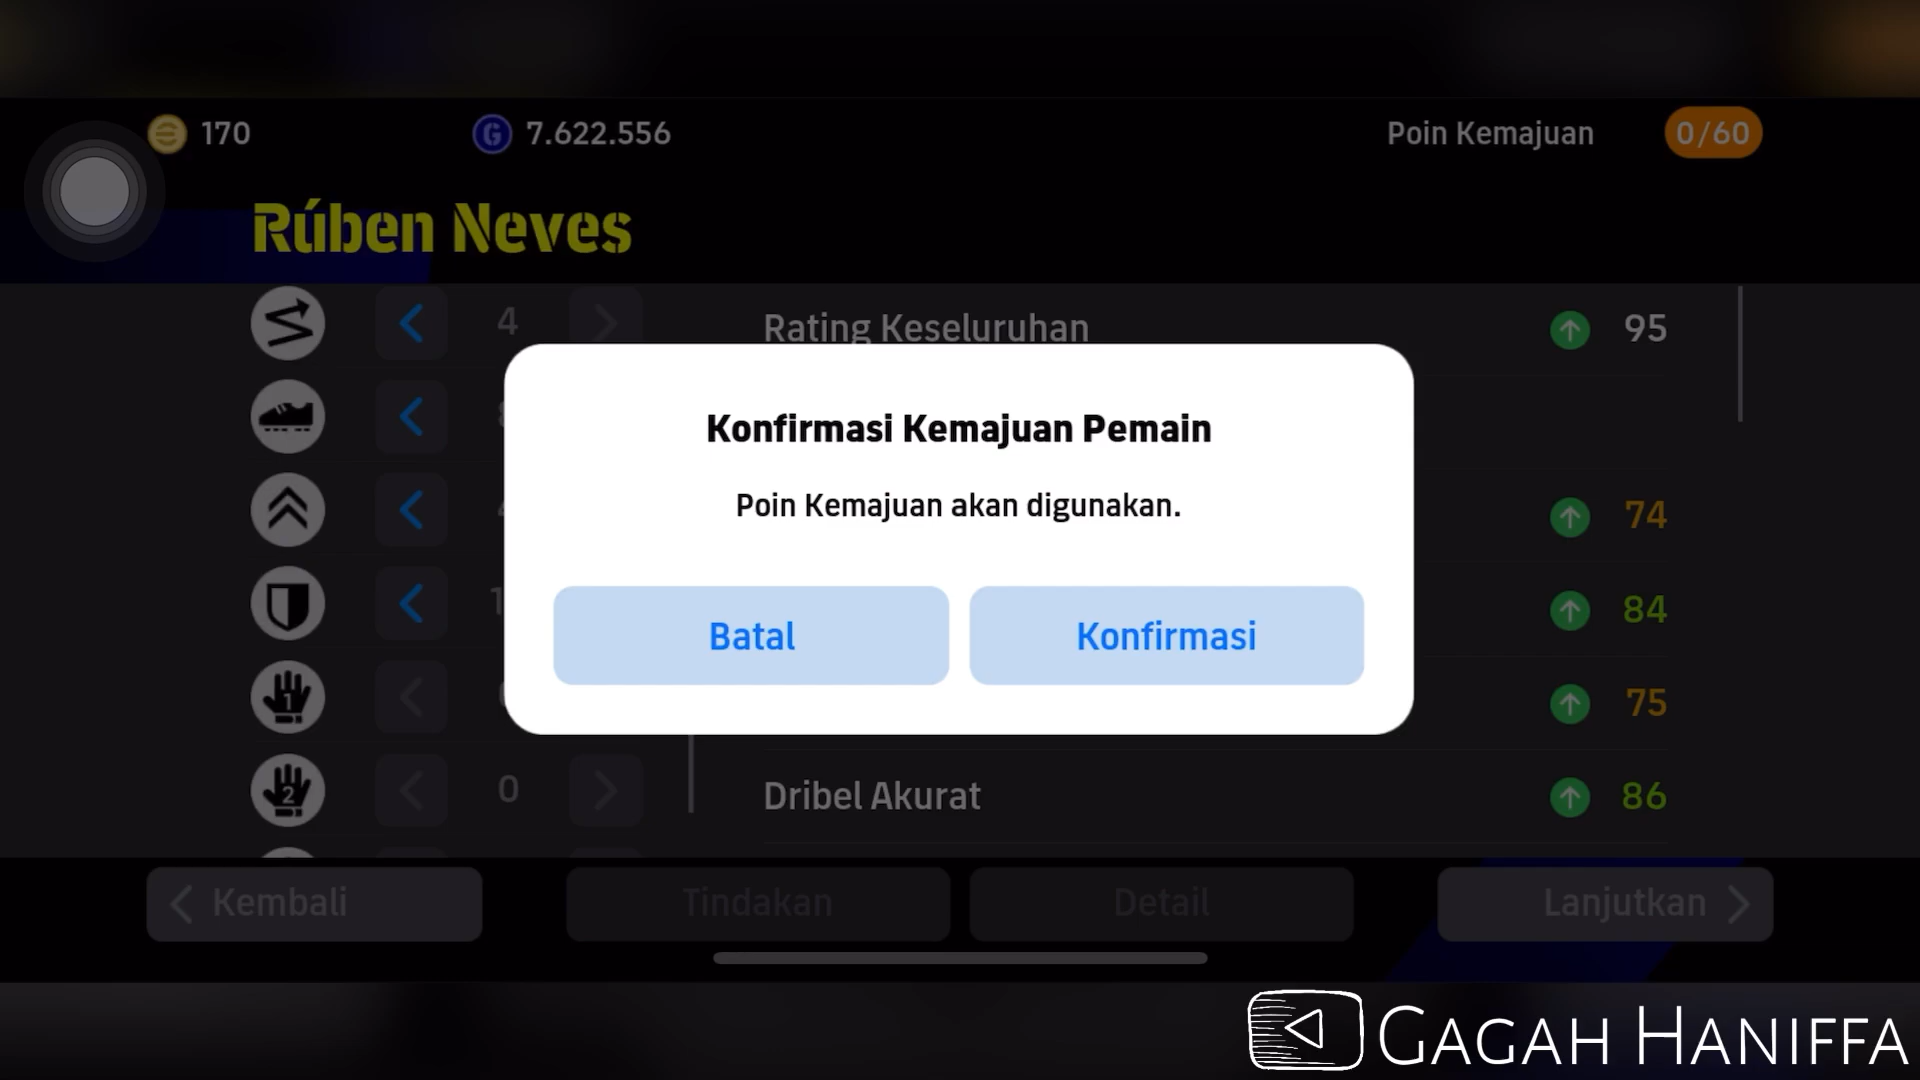 170
7.622.556
Poin Kemajuan
0/60
Rúben Neves
4
Rating Keseluruhan
95
Konfirmasi Kemajuan Pemain
Poin Kemajuan akan digunakan.
74
84
Batal
Konfirmasi
75
0
Dribel Akurat
86
Kembali
Tindakan
Detail
Lanjutkan
GAGAH HANIFFA